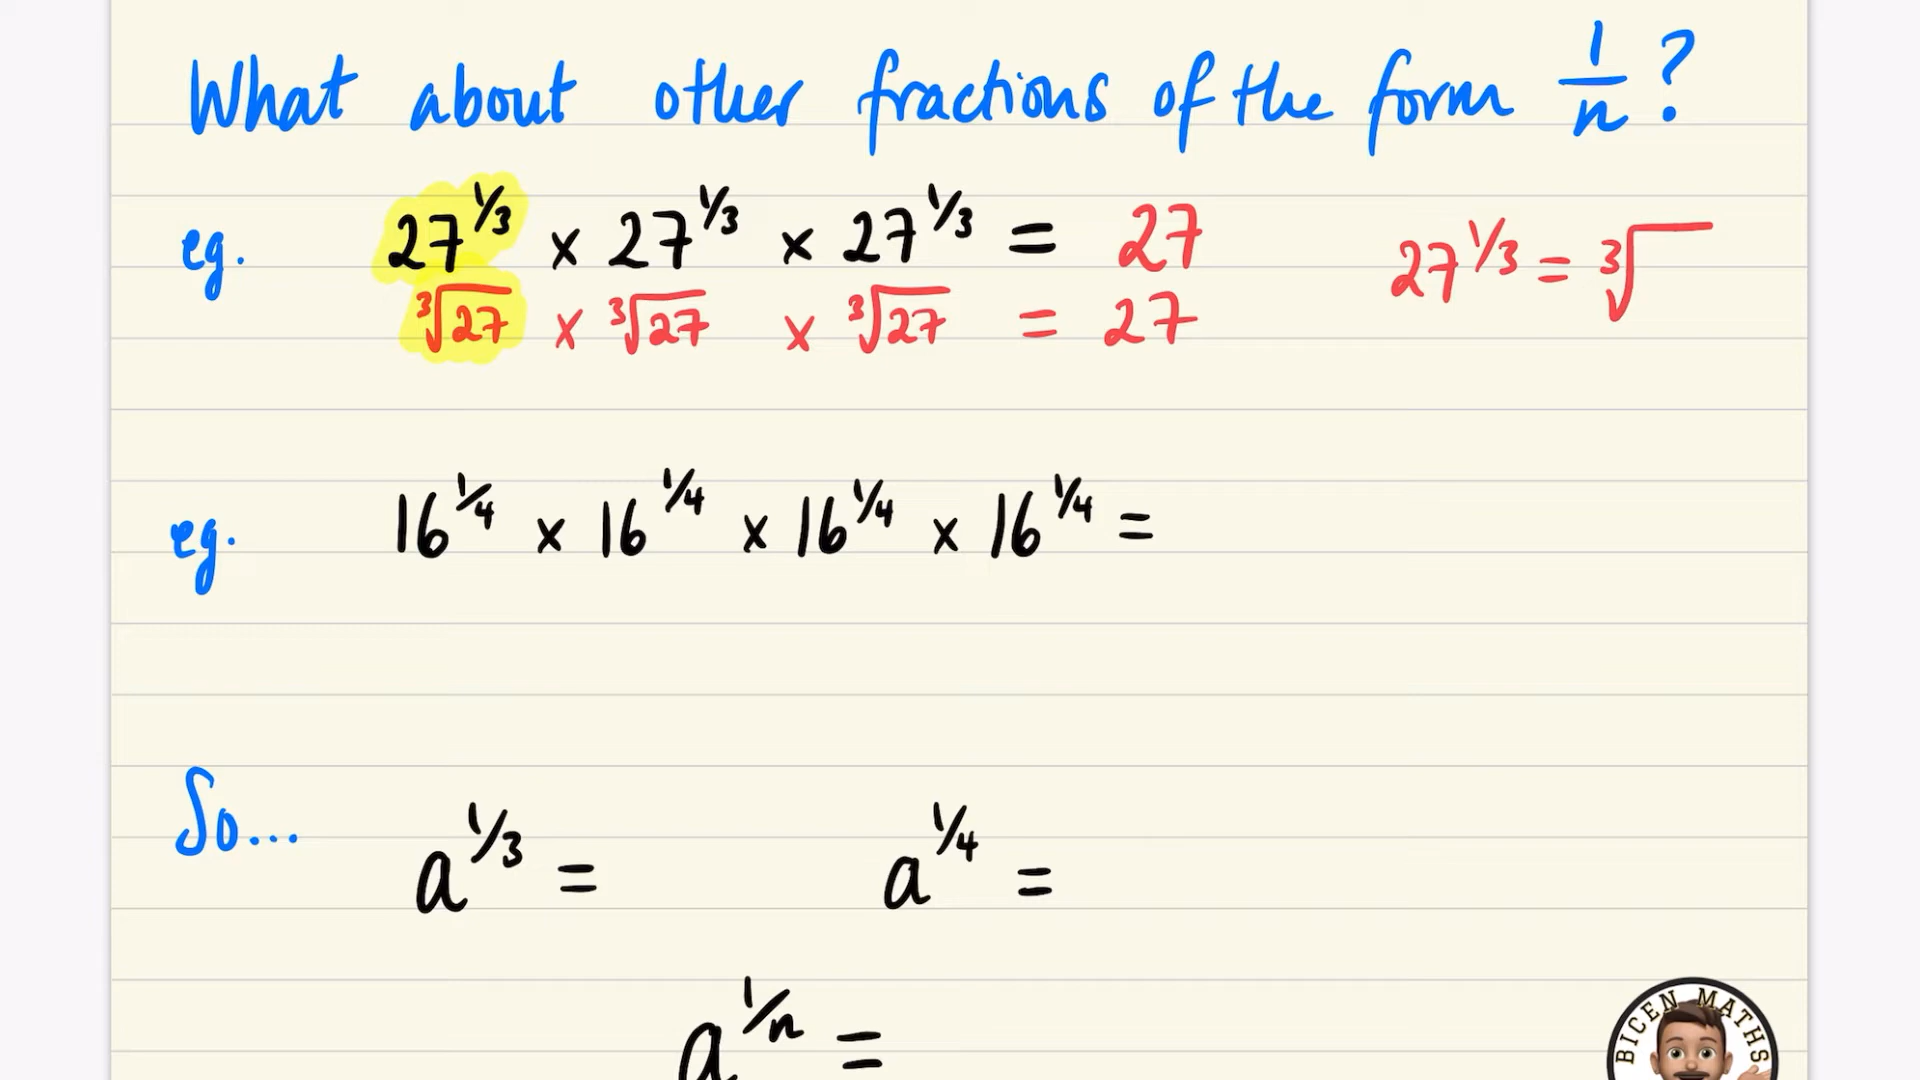 What about other fractions of the form 1/n?
eg. 27^1/3 × 27^1/3 × 27^1/3 = 27
27^1/3 = ∛
∛27 × ∛27 × ∛27 = 27
eg. 16^1/4 × 16^1/4 × 16^1/4 × 16^1/4 =
So... a^1/3 = a^1/4 =
a^1/n =
BICEN MATHS